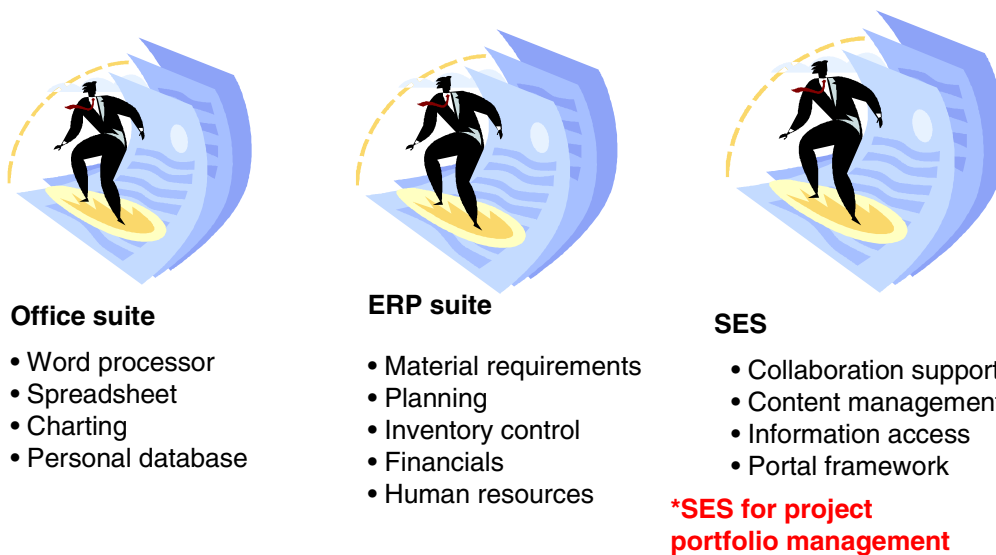 Office suite
• Word processor
• Spreadsheet
• Charting
• Personal database
ERP suite
• Material requirements
• Planning
• Inventory control
• Financials
• Human resources
SES
• Collaboration support
• Content management
• Information access
• Portal framework
*SES for project
portfolio management